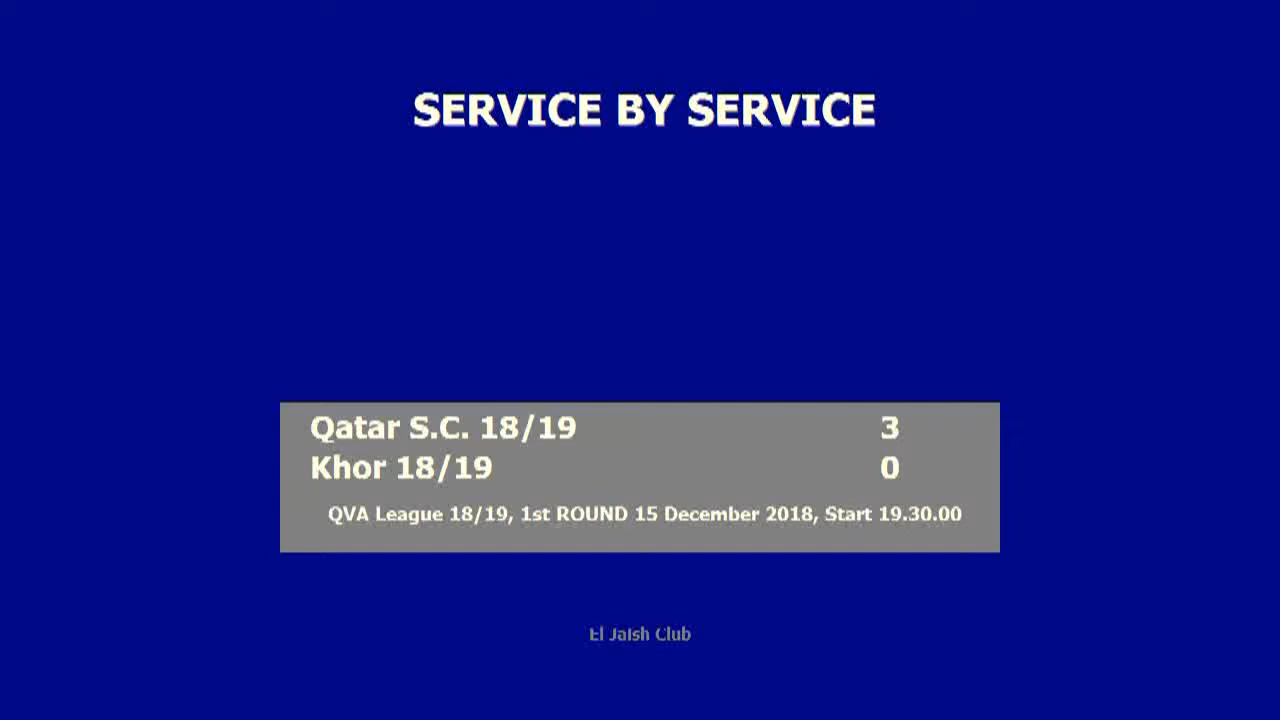 SERVICE BY SERVICE
Qatar S.C. 18/19 3
Khor 18/19 0
QVA League 18/19, 1st ROUND 15 December 2018, Start 19.30.00
El Jaish Club